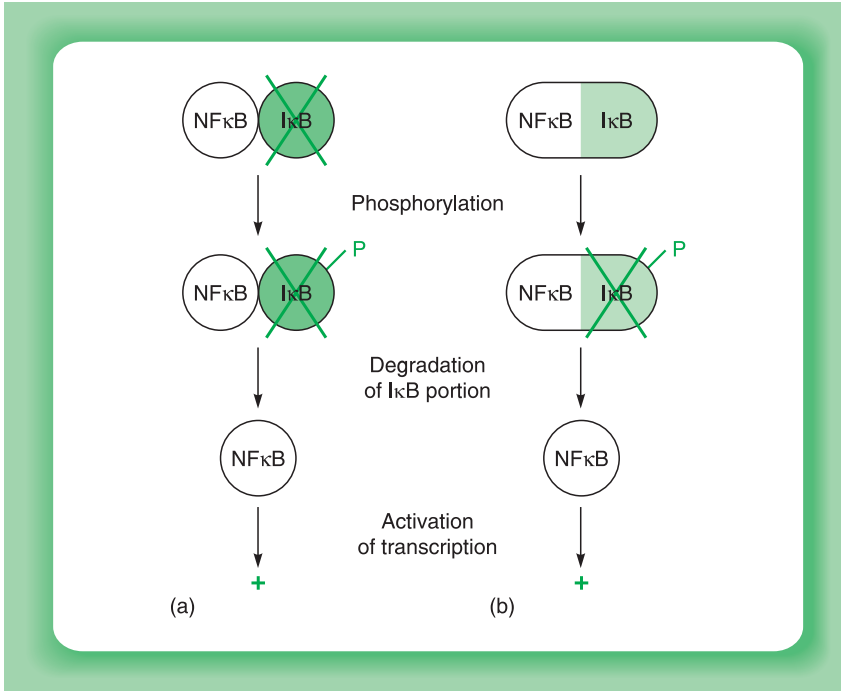 NFκB IκB NFκB IκB
Phosphorylation
P P
NFκB IκB NFκB IκB
Degradation
of IκB portion
NFκB NFκB
Activation
of transcription
+ +
(a) (b)